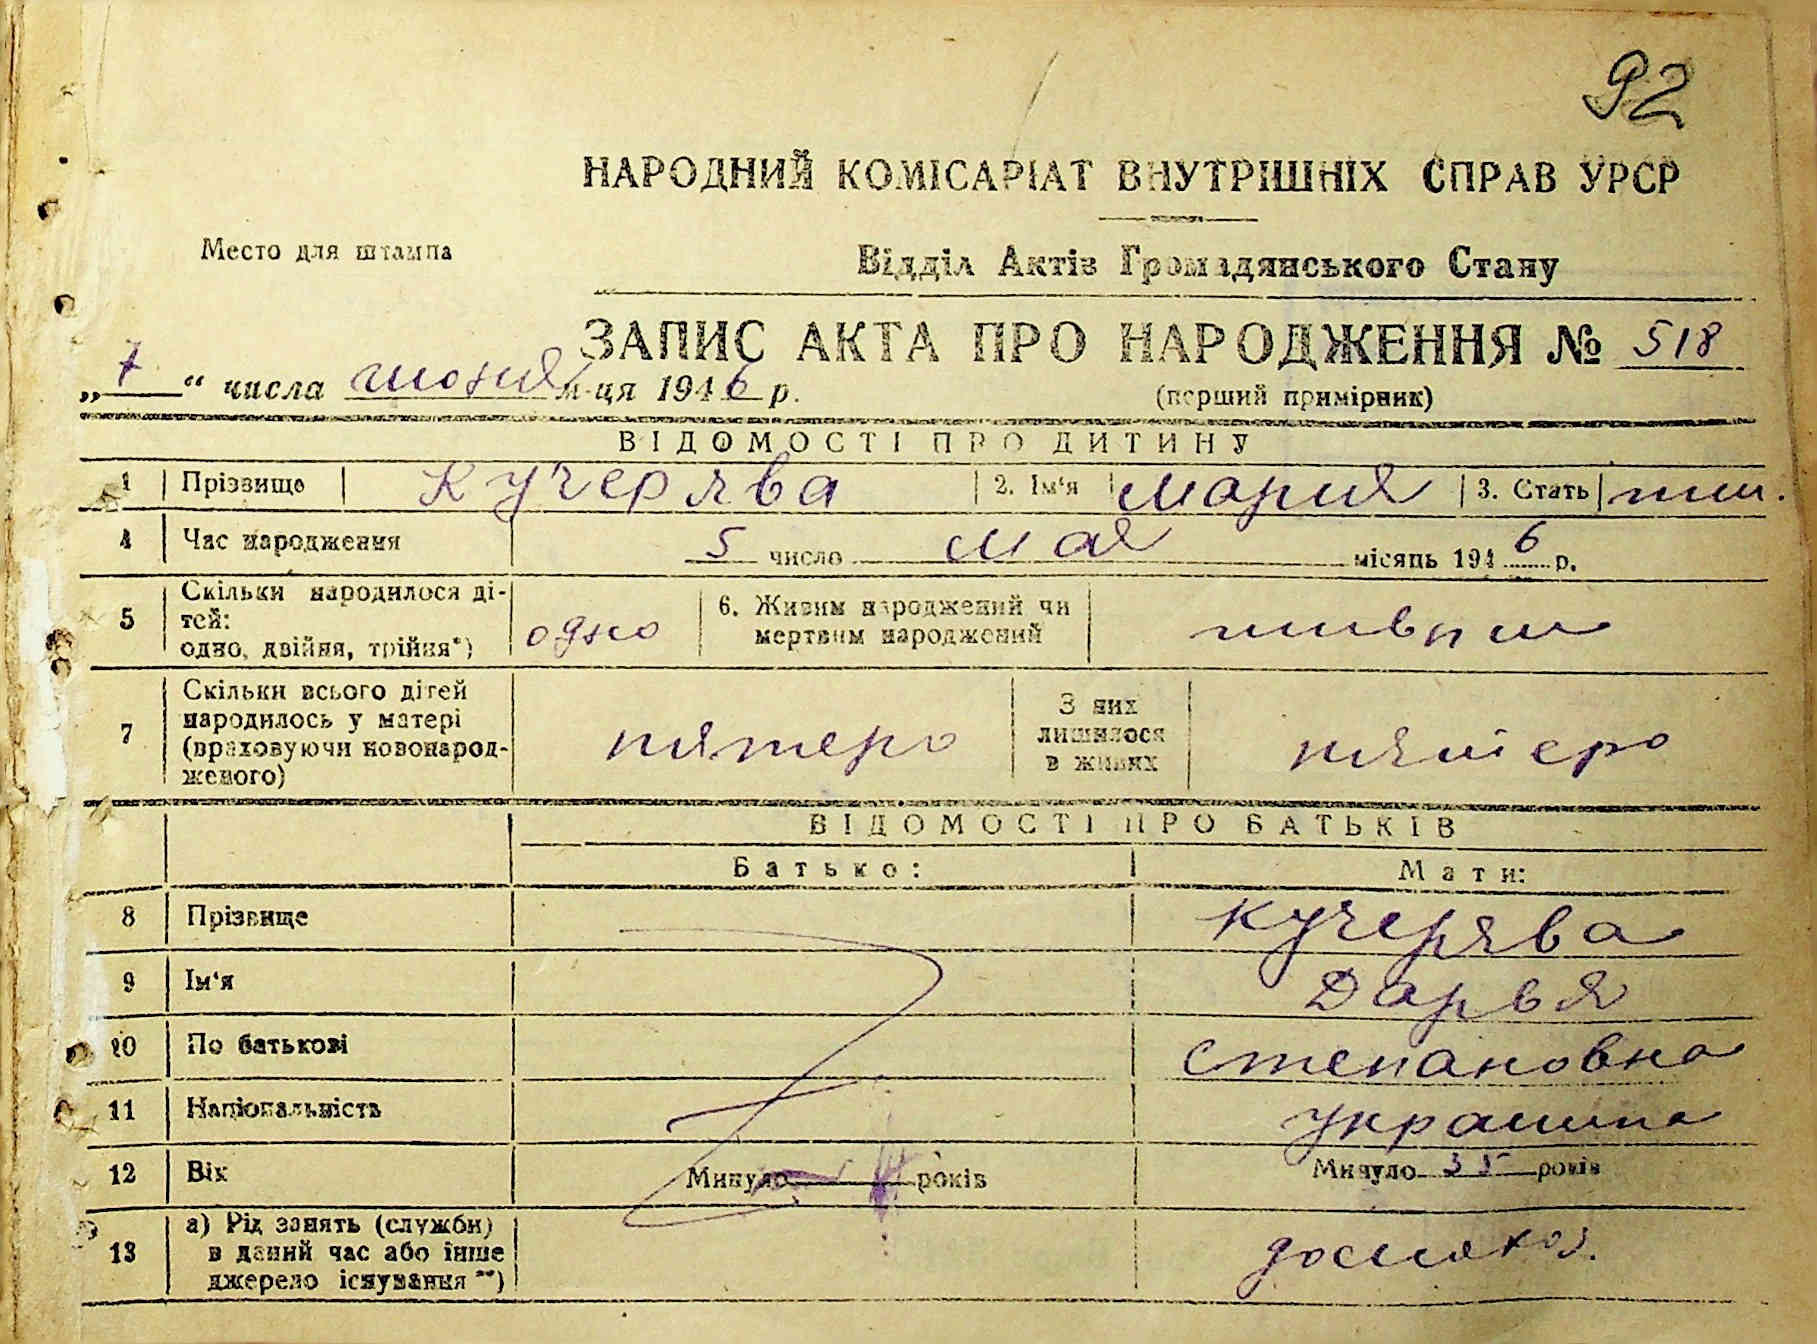 92
НАРОДНИЙ КОМІСАРІАТ ВНУТРІШНІХ СПРАВ УРСР
Место для штампа
Відділ Актів Громадянського Стану
ЗАПИС АКТА ПРО НАРОДЖЕННЯ № 518
„ “ числа июня м-ця 1946 р.
(перший примірник)
ВІДОМОСТІ ПРО ДИТИНУ
1 Прізвище Кучерява 2. Ім‘я Мария 3. Стать жен.
4 Час народження 5 число мая місяць 1946 р.
5 Скільки народилося ді-
тей:
одно, двійня, трійня*) одно 6. Живим народжений чи
мертвим народжений живым
7 Скільки всього дітей
народилось у матері
(враховуючи новонарод-
женого) пятеро З них
лишилося
в живих пятеро
ВІДОМОСТІ ПРО БАТЬКІВ
Батько: Мати:
8 Прізвище Кучерява
9 Ім‘я Дарья
10 По батькові Степановна
11 Національність украинка
12 Вік Минуло років Минуло 35 років
13 а) Рід занять (служби)
в даний час або інше
джерело існування **) домохоз.